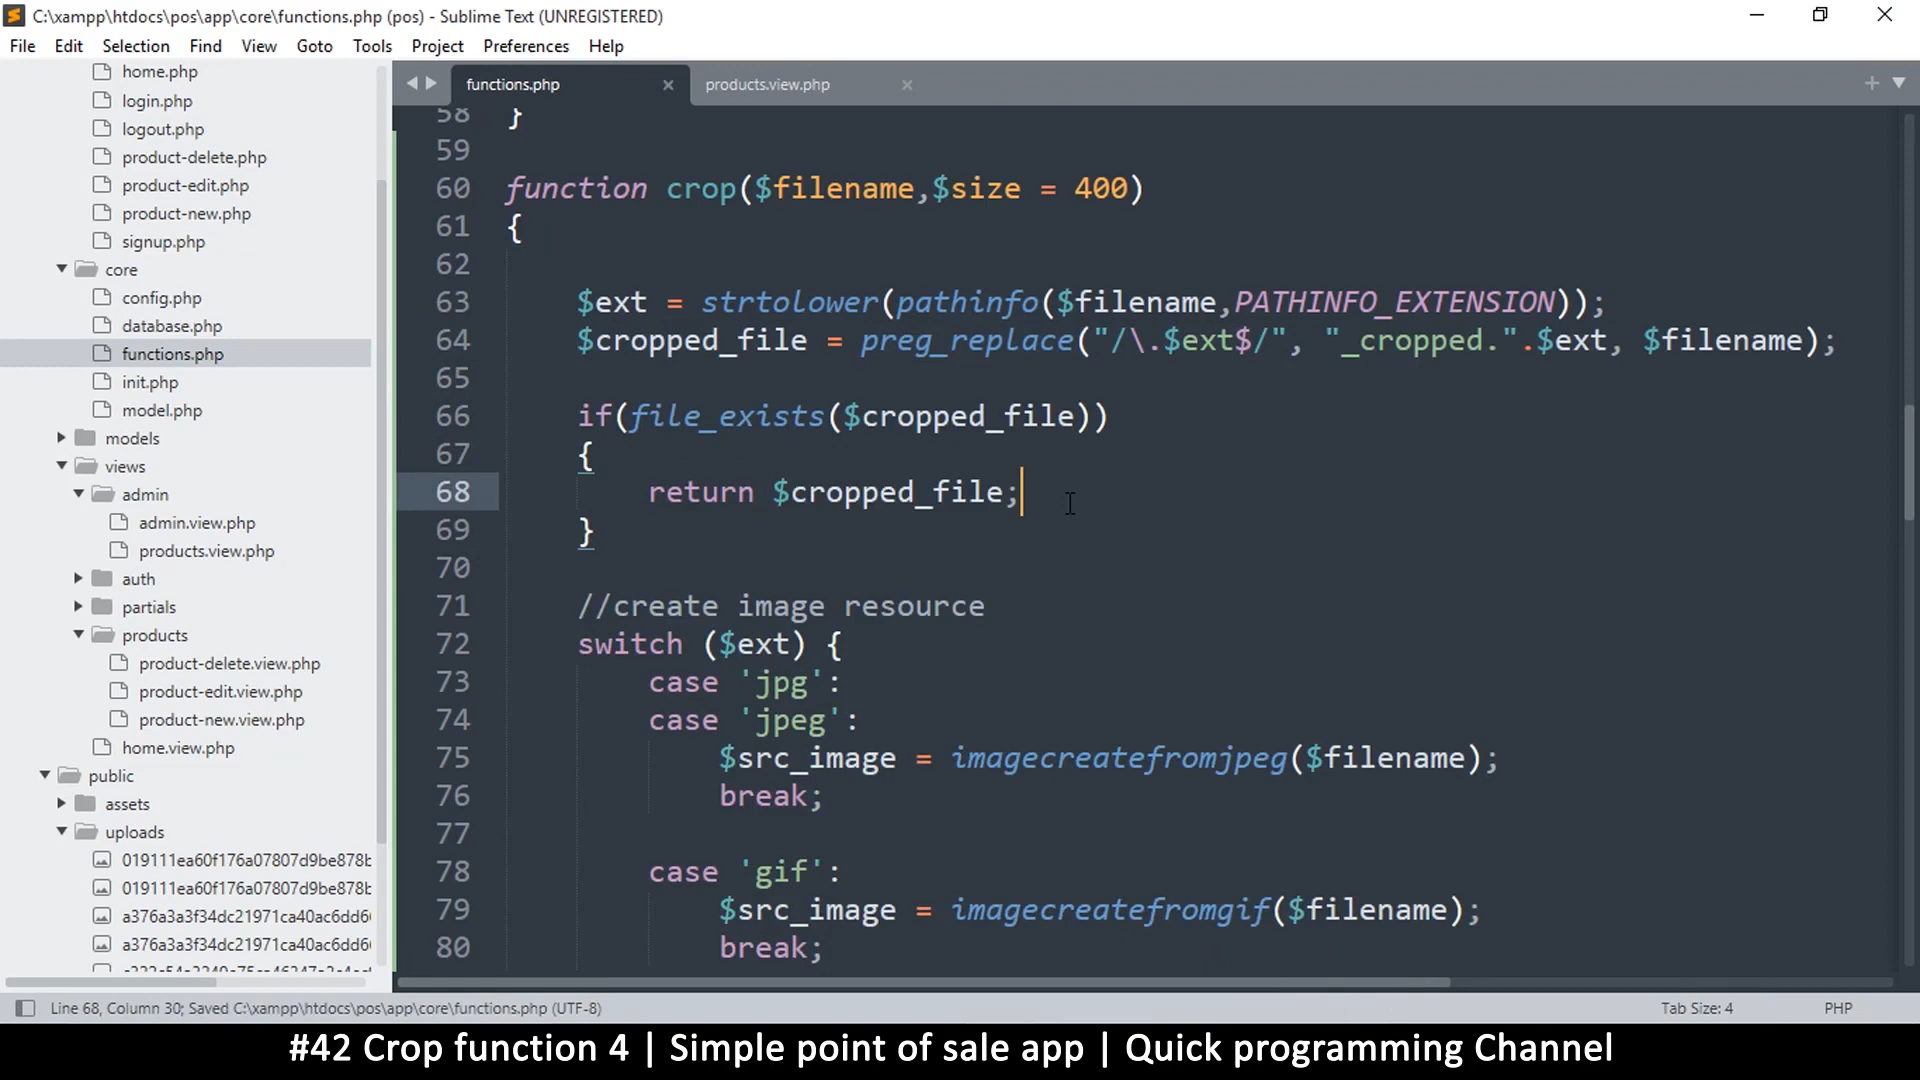 C:\xampp\htdocs\pos\app\core\functions.php (pos) - Sublime Text (UNREGISTERED)
File Edit Selection Find View Goto Tools Project Preferences Help
home.php
login.php
logout.php
product-delete.php
product-edit.php
product-new.php
signup.php
core
config.php
database.php
functions.php
init.php
model.php
models
views
admin
admin.view.php
products.view.php
auth
partials
products
product-delete.view.php
product-edit.view.php
product-new.view.php
home.view.php
public
assets
uploads
019111ea60f176a07807d9be878b
019111ea60f176a07807d9be878b
a376a3a3f34dc21971ca40ac6dd6
a376a3a3f34dc21971ca40ac6dd6
functions.php products.view.php
58 }
59
60 function crop($filename,$size = 400)
61 {
62
63 $ext = strtolower(pathinfo($filename,PATHINFO_EXTENSION));
64 $cropped_file = preg_replace("/\.$ext$/", "_cropped.".$ext, $filename);
65
66 if(file_exists($cropped_file))
67 {
68 return $cropped_file;
69 }
70
71 //create image resource
72 switch ($ext) {
73 case 'jpg':
74 case 'jpeg':
75 $src_image = imagecreatefromjpeg($filename);
76 break;
77
78 case 'gif':
79 $src_image = imagecreatefromgif($filename);
80 break;
Line 68, Column 30; Saved C:\xampp\htdocs\pos\app\core\functions.php (UTF-8) Tab Size: 4 PHP
#42 Crop function 4 | Simple point of sale app | Quick programming Channel